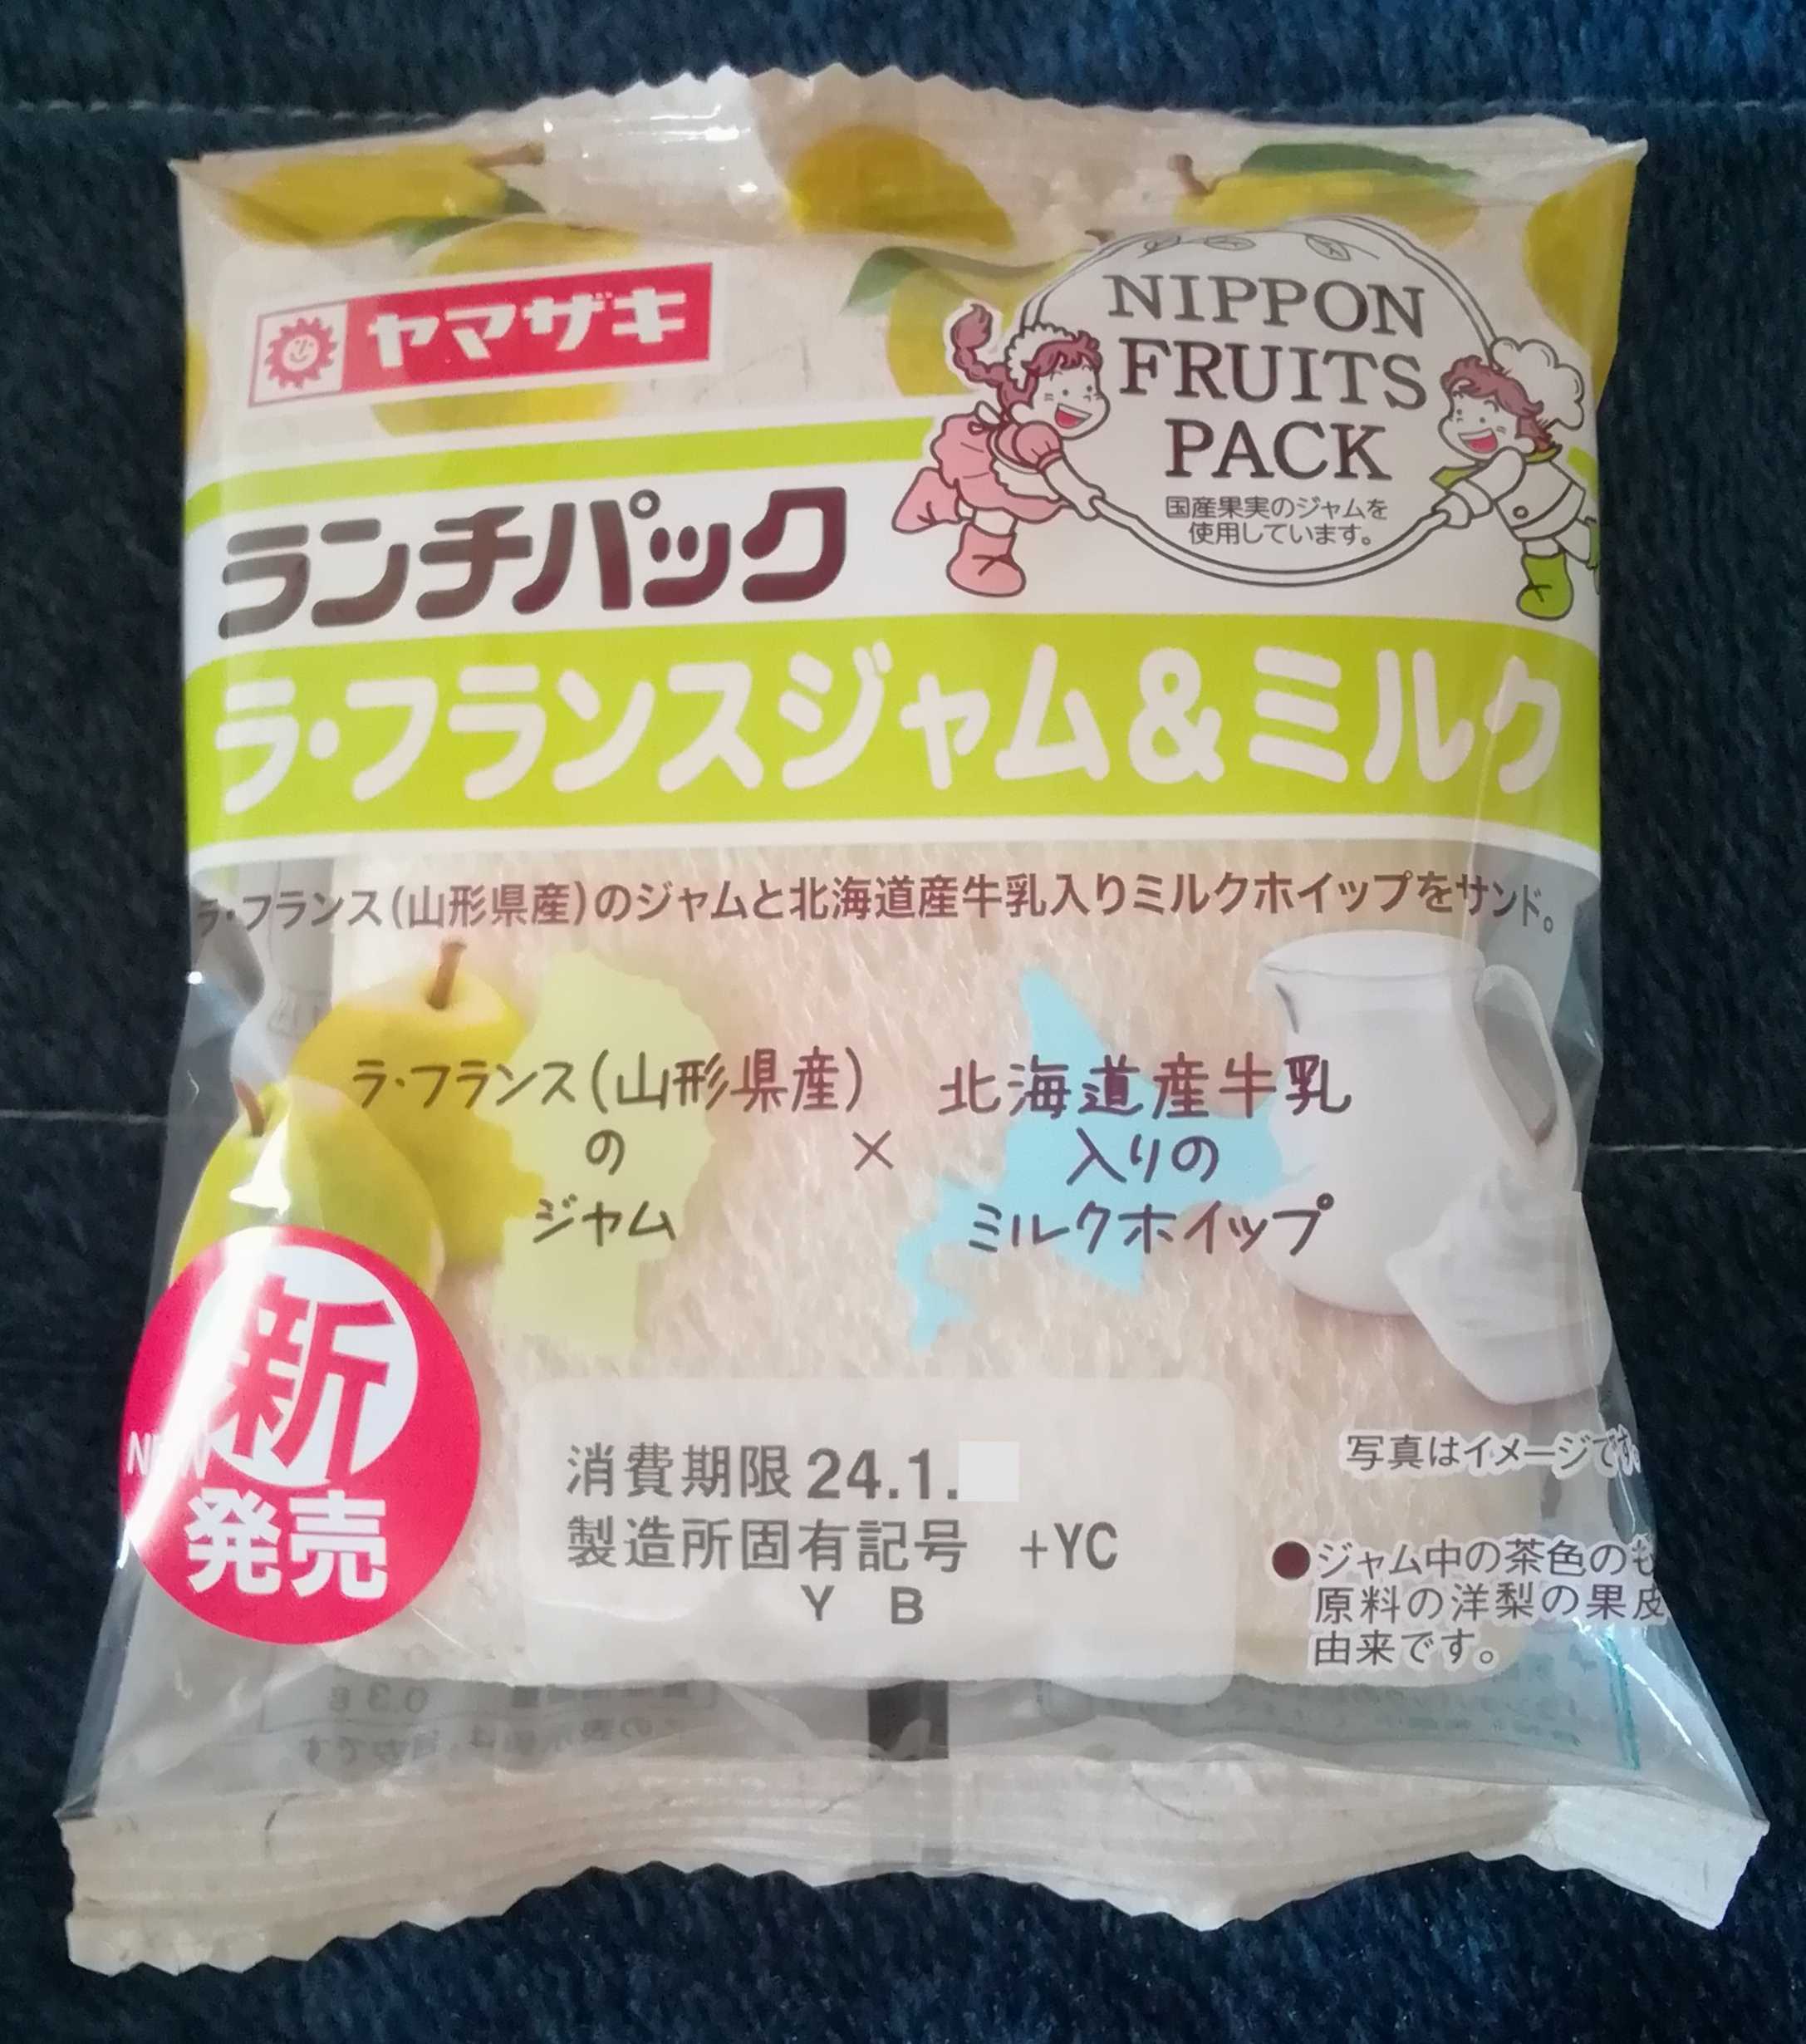 ヤマザキ
NIPPON
FRUITS
PACK
国産果実のジャムを
使用しています。
ランチパック
ラ・フランスジャム&ミルク
ラ・フランス(山形県産)のジャムと北海道産牛乳入りミルクホイップをサンド。
ラ・フランス(山形県産)
の
ジャム
×
北海道産牛乳
入りの
ミルクホイップ
新
発売
消費期限 24.1.
製造所固有記号 +YC
Y B
写真はイメージです。
●ジャム中の茶色のも
原料の洋梨の果皮
由来です。
0.3g